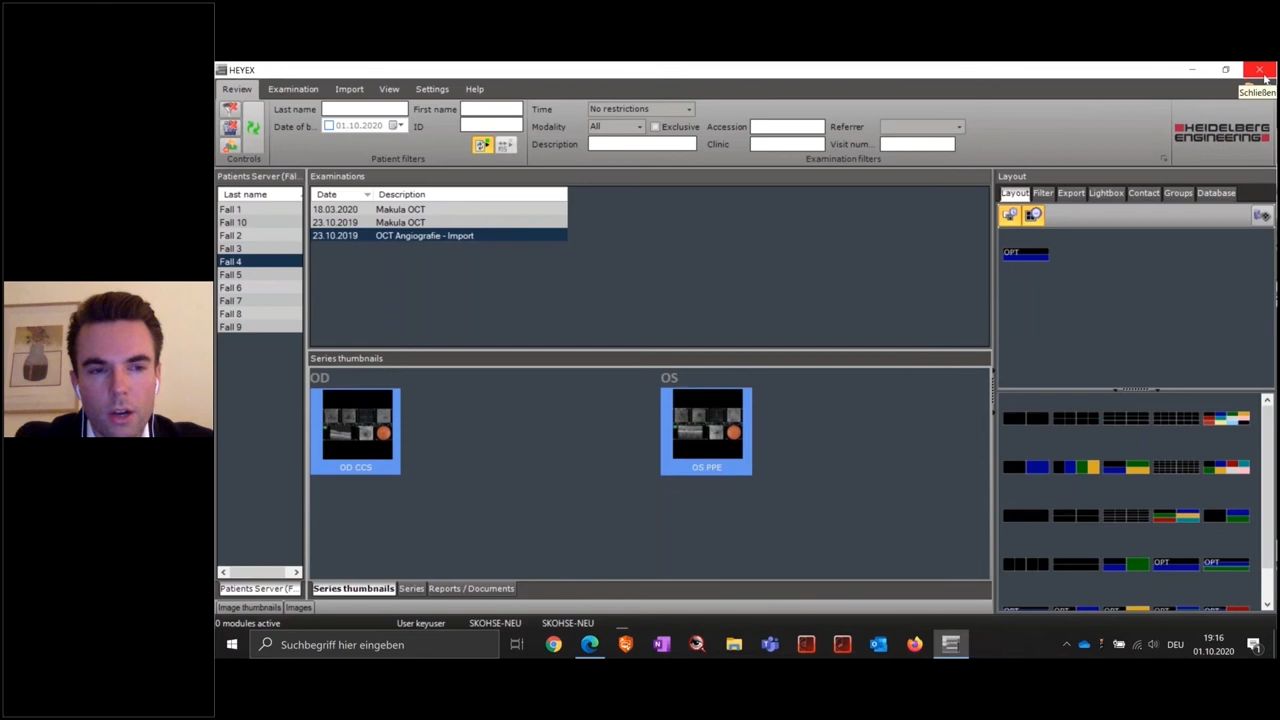 HEYEX
Schließen
Review Examination Import View Settings Help
Last name First name Time No restrictions
Date of b... 01.10.2020 ID Modality All Exclusive Accession Referrer
Description Clinic Visit num...
Controls Patient filters Examination filters
HEIDELBERG
ENGINEERING
Patients Server (Fäl... Examinations Layout
Last name Date Description Layout Filter Export Lightbox Contact Groups Database
Fall 1
Fall 10
Fall 2
Fall 3
Fall 4
Fall 5
Fall 6
Fall 7
Fall 8
Fall 9
18.03.2020 Makula OCT
23.10.2019 Makula OCT
23.10.2019 OCT Angiografie - Import
OPT
Series thumbnails
OD OS
OD CCS OS PPE
OPT OPT
Patients Server (F... Series thumbnails Series Reports / Documents
Image thumbnails Images
0 modules active User keyuser SKOHSE-NEU SKOHSE-NEU
Suchbegriff hier eingeben DEU 19:16
01.10.2020